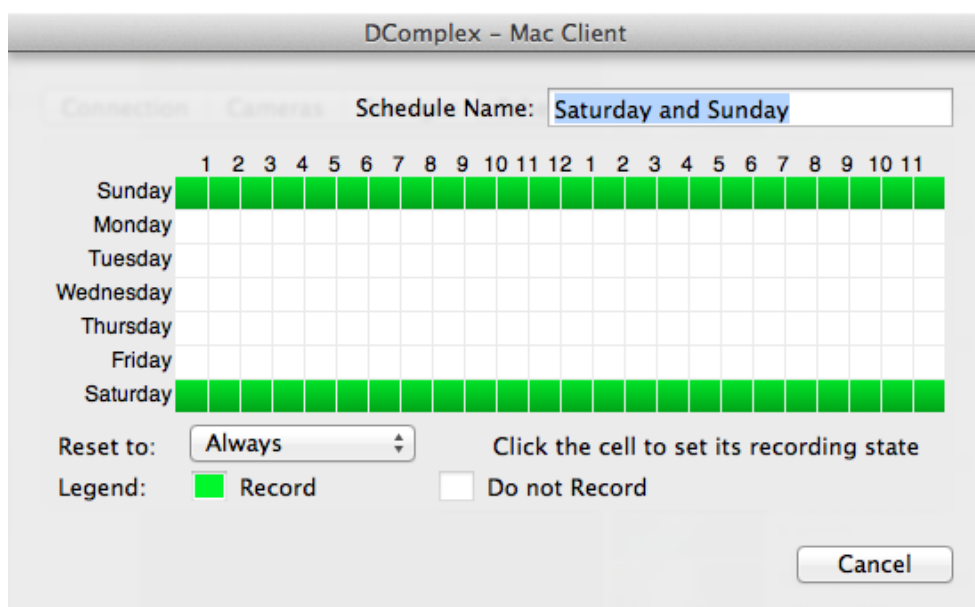 DComplex – Mac Client
Connection Cameras
Schedule Name: Saturday and Sunday
1 2 3 4 5 6 7 8 9 10 11 12 1 2 3 4 5 6 7 8 9 10 11
Sunday
Monday
Tuesday
Wednesday
Thursday
Friday
Saturday
Reset to: Always Click the cell to set its recording state
Legend: Record Do not Record
Cancel